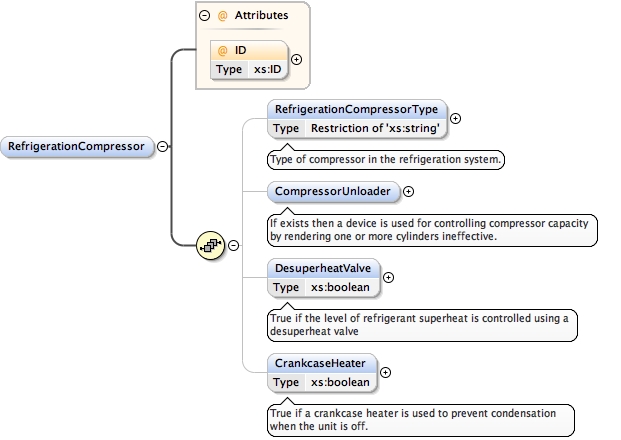 @ Attributes
@ ID
Type xs:ID
RefrigerationCompressor
RefrigerationCompressorType
Type Restriction of 'xs:string'
Type of compressor in the refrigeration system.
CompressorUnloader
If exists then a device is used for controlling compressor capacity
by rendering one or more cylinders ineffective.
DesuperheatValve
Type xs:boolean
True if the level of refrigerant superheat is controlled using a
desuperheat valve
CrankcaseHeater
Type xs:boolean
True if a crankcase heater is used to prevent condensation
when the unit is off.